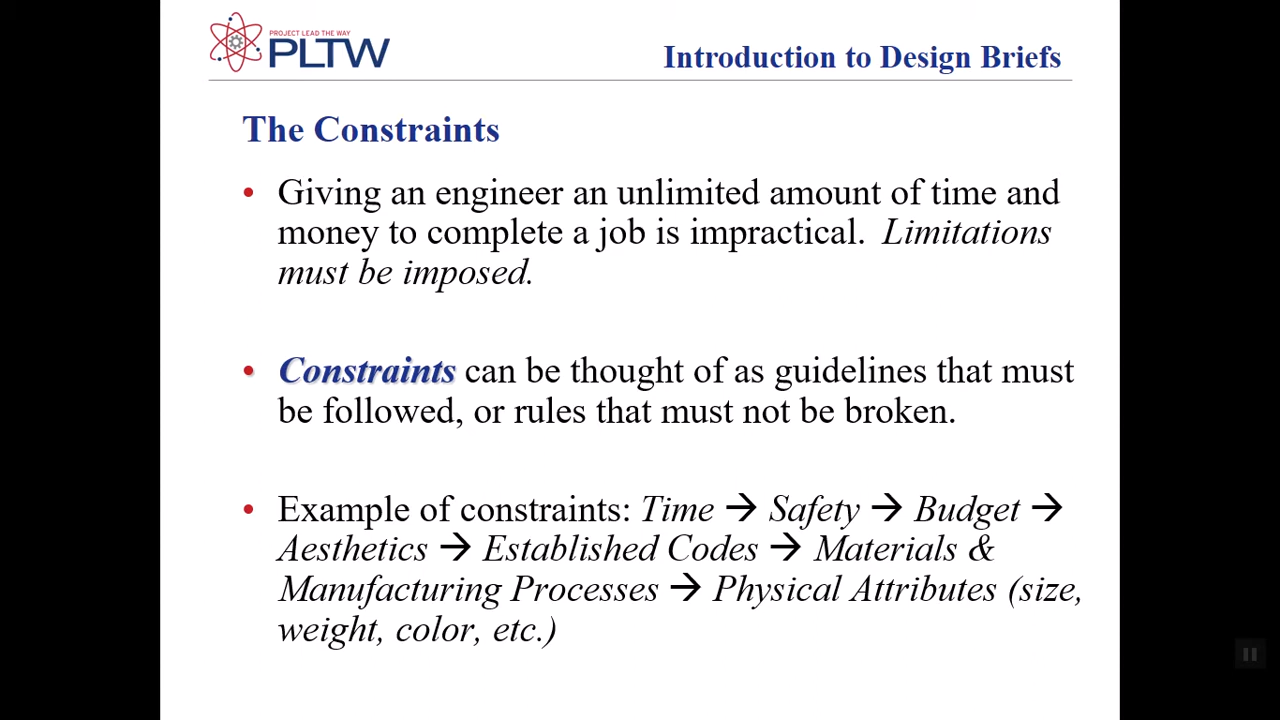 PROJECT LEAD THE WAY
PLTW
Introduction to Design Briefs
The Constraints
• Giving an engineer an unlimited amount of time and
money to complete a job is impractical.  Limitations
must be imposed.
• Constraints can be thought of as guidelines that must
be followed, or rules that must not be broken.
• Example of constraints: Time → Safety → Budget →
Aesthetics → Established Codes → Materials &
Manufacturing Processes → Physical Attributes (size,
weight, color, etc.)